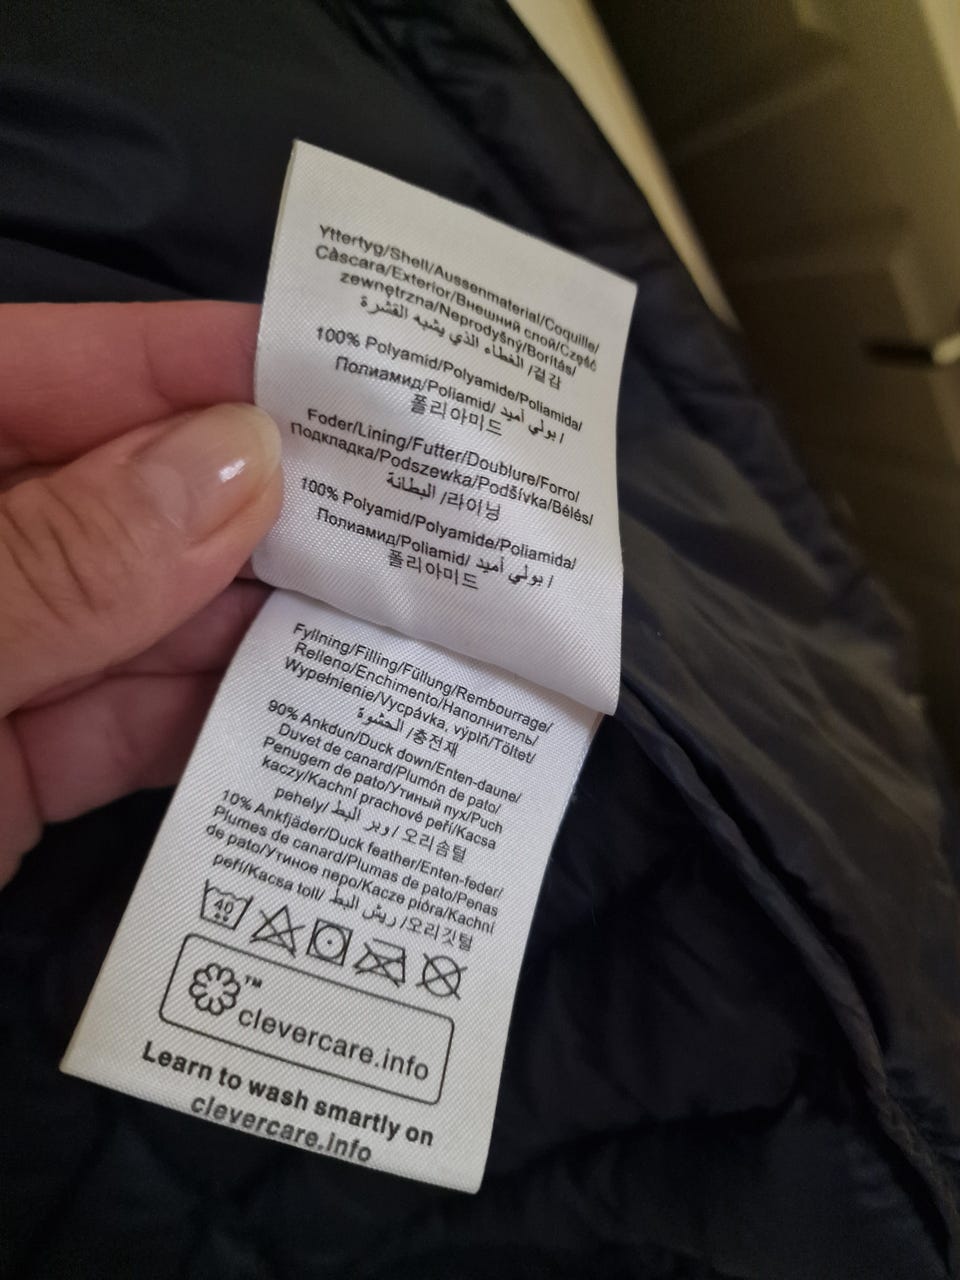 Yttertyg/Shell/Aussenmaterial/Coquille/
Càscara/Exterior/Внешний слой/Część
zewnętrzna/Neprodyšný/Borítás/
الغطاء الذي يشبه القشرة /겉감
100% Polyamid/Polyamide/Poliamida/
Полиамид/Poliamid/ بولي أميد /
폴리아미드
Foder/Lining/Futter/Doublure/Forro/
Подкладка/Podszewka/Podšívka/Bélés/
البطانة /라이닝
100% Polyamid/Polyamide/Poliamida/
Полиамид/Poliamid/ بولي أميد /
폴리아미드
Fyllning/Filling/Füllung/Rembourrage/
Relleno/Enchimento/Наполнитель/
Wypełnienie/Vycpávka, výplň/Töltet/
الحشوة /충전재
90% Ankdun/Duck down/Enten-daune/
Duvet de canard/Plumón de pato/
Penugem de pato/Утиный пух/Puch
kaczy/Kachní prachové peří/Kacsa
pehely/ وبر البط / 오리솜털
10% Ankfjäder/Duck feather/Enten-feder/
Plumes de canard/Plumas de pato/Penas
de pato/Утиное перо/Kacze pióra/Kachní
peří/Kacsa toll/ ريش البط /오리깃털
40
™
clevercare.info
Learn to wash smartly on
clevercare.info